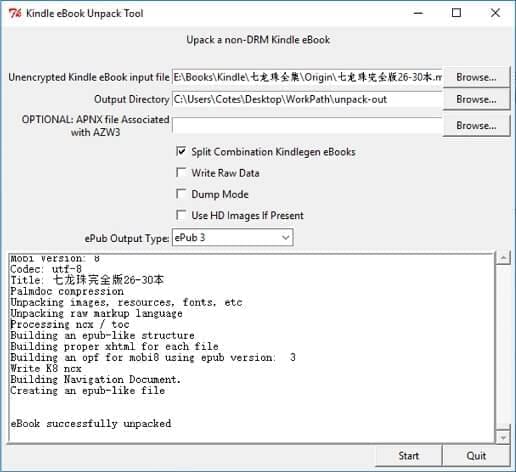 Kindle eBook Unpack Tool
Upack a non-DRM Kindle eBook
Unencrypted Kindle eBook input file E:\Books\Kindle\七龙珠全集\Origin\七龙珠完全版26-30本.m Browse...
Output Directory C:\Users\Cotes\Desktop\WorkPath\unpack-out Browse...
OPTIONAL: APNX file Associated with AZW3 Browse...
Split Combination Kindlegen eBooks
Write Raw Data
Dump Mode
Use HD Images If Present
ePub Output Type: ePub 3
Mobi Version: 8
Codec: utf-8
Title: 七龙珠完全版26-30本
Palmdoc compression
Unpacking images, resources, fonts, etc
Unpacking raw markup language
Processing ncx / toc
Building an epub-like structure
Building proper xhtml for each file
Building an opf for mobi8 using epub version: 3
Write K8 ncx
Building Navigation Document.
Creating an epub-like file
eBook successfully unpacked
Start Quit